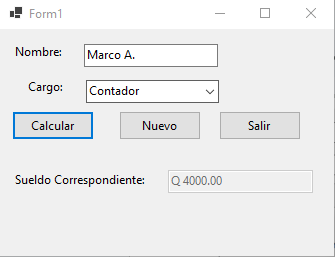 Form1
Nombre: Marco A.
Cargo: Contador
Calcular Nuevo Salir
Sueldo Correspondiente: Q 4000.00